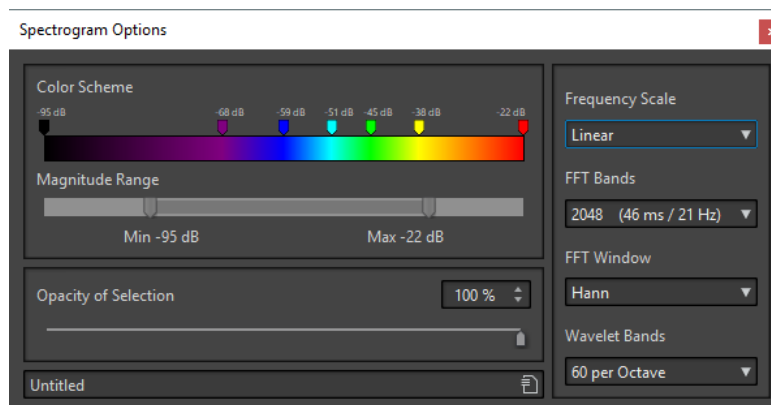 Spectrogram Options
Color Scheme
-95 dB -68 dB -59 dB -51 dB -45 dB -38 dB -22 dB
Magnitude Range
Min -95 dB Max -22 dB
Opacity of Selection 100 %
Untitled
Frequency Scale
Linear
FFT Bands
2048 (46 ms / 21 Hz)
FFT Window
Hann
Wavelet Bands
60 per Octave